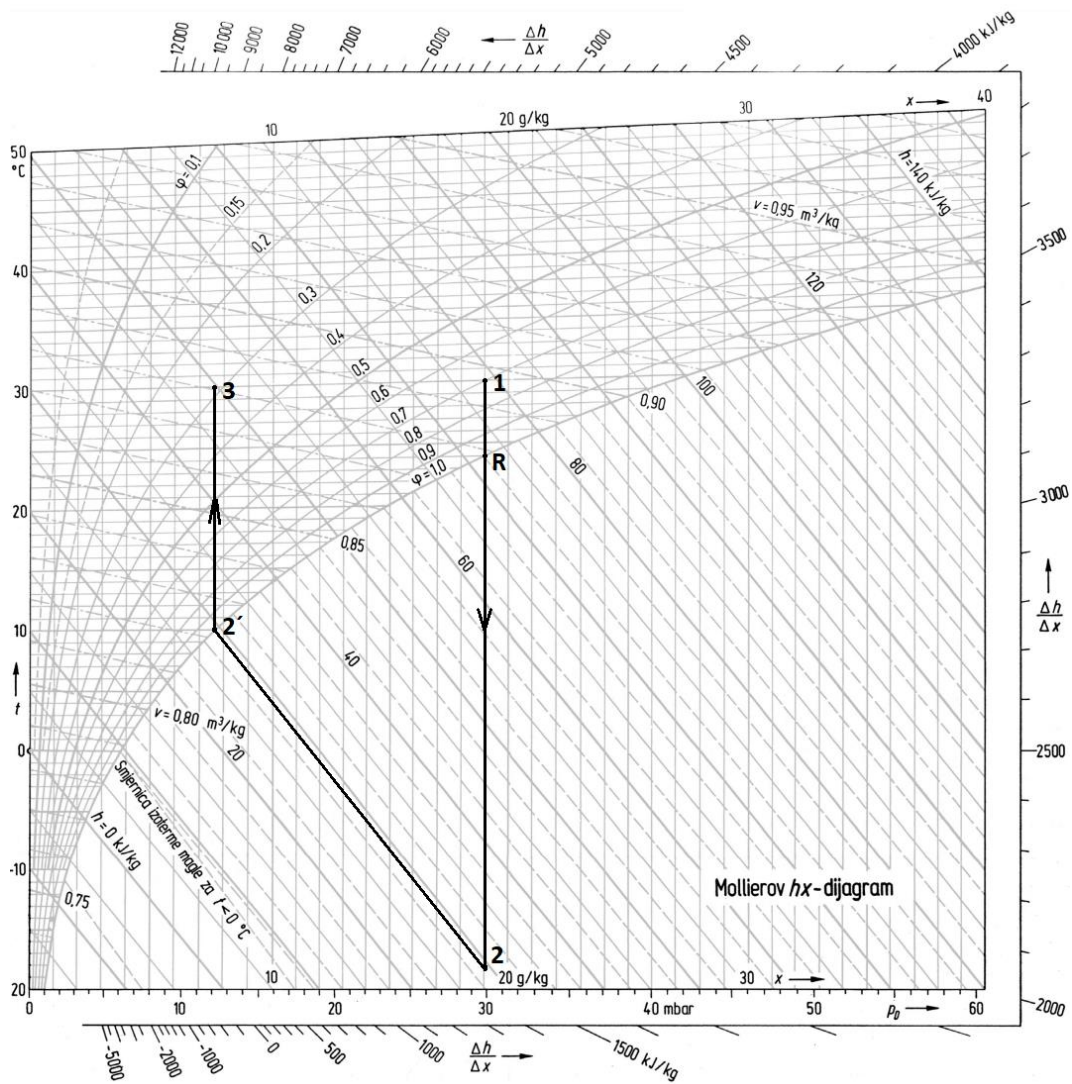 12000 10000 9000 8000 7000 6000 ← Δh/Δx 5000 4500 4000 kJ/kg
10 20 g/kg 30 x → 40
50
°C
φ = 0,1
0,15
0,2
0,3
0,4
0,5
0,6
0,7
0,8
0,9
φ=1,0
v = 0,95 m³/kg
h=140 kJ/kg
120
100
80
60
40
20
0,90
0,85
40
30
20
10
t
0
-10
20
3
1
R
2´
2
v = 0,80 m³/kg
Smjernica izoterme magle za t<0 °C
h=0 kJ/kg
0,75
Mollierov hx-dijagram
3500
3000
Δh/Δx
2500
2000
10 20 g/kg 30 x →
0 10 20 30 40 mbar 50 p_D → 60
-5000 -2000 -1000 0 500 1000 Δh/Δx → 1500 kJ/kg